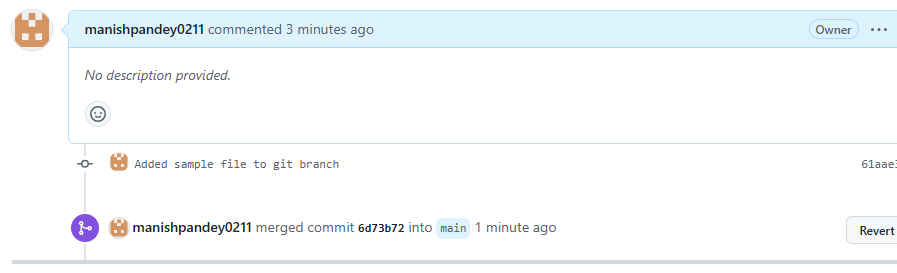 manishpandey0211 commented 3 minutes ago Owner
No description provided.
Added sample file to git branch 61aae3
manishpandey0211 merged commit 6d73b72 into main 1 minute ago Revert